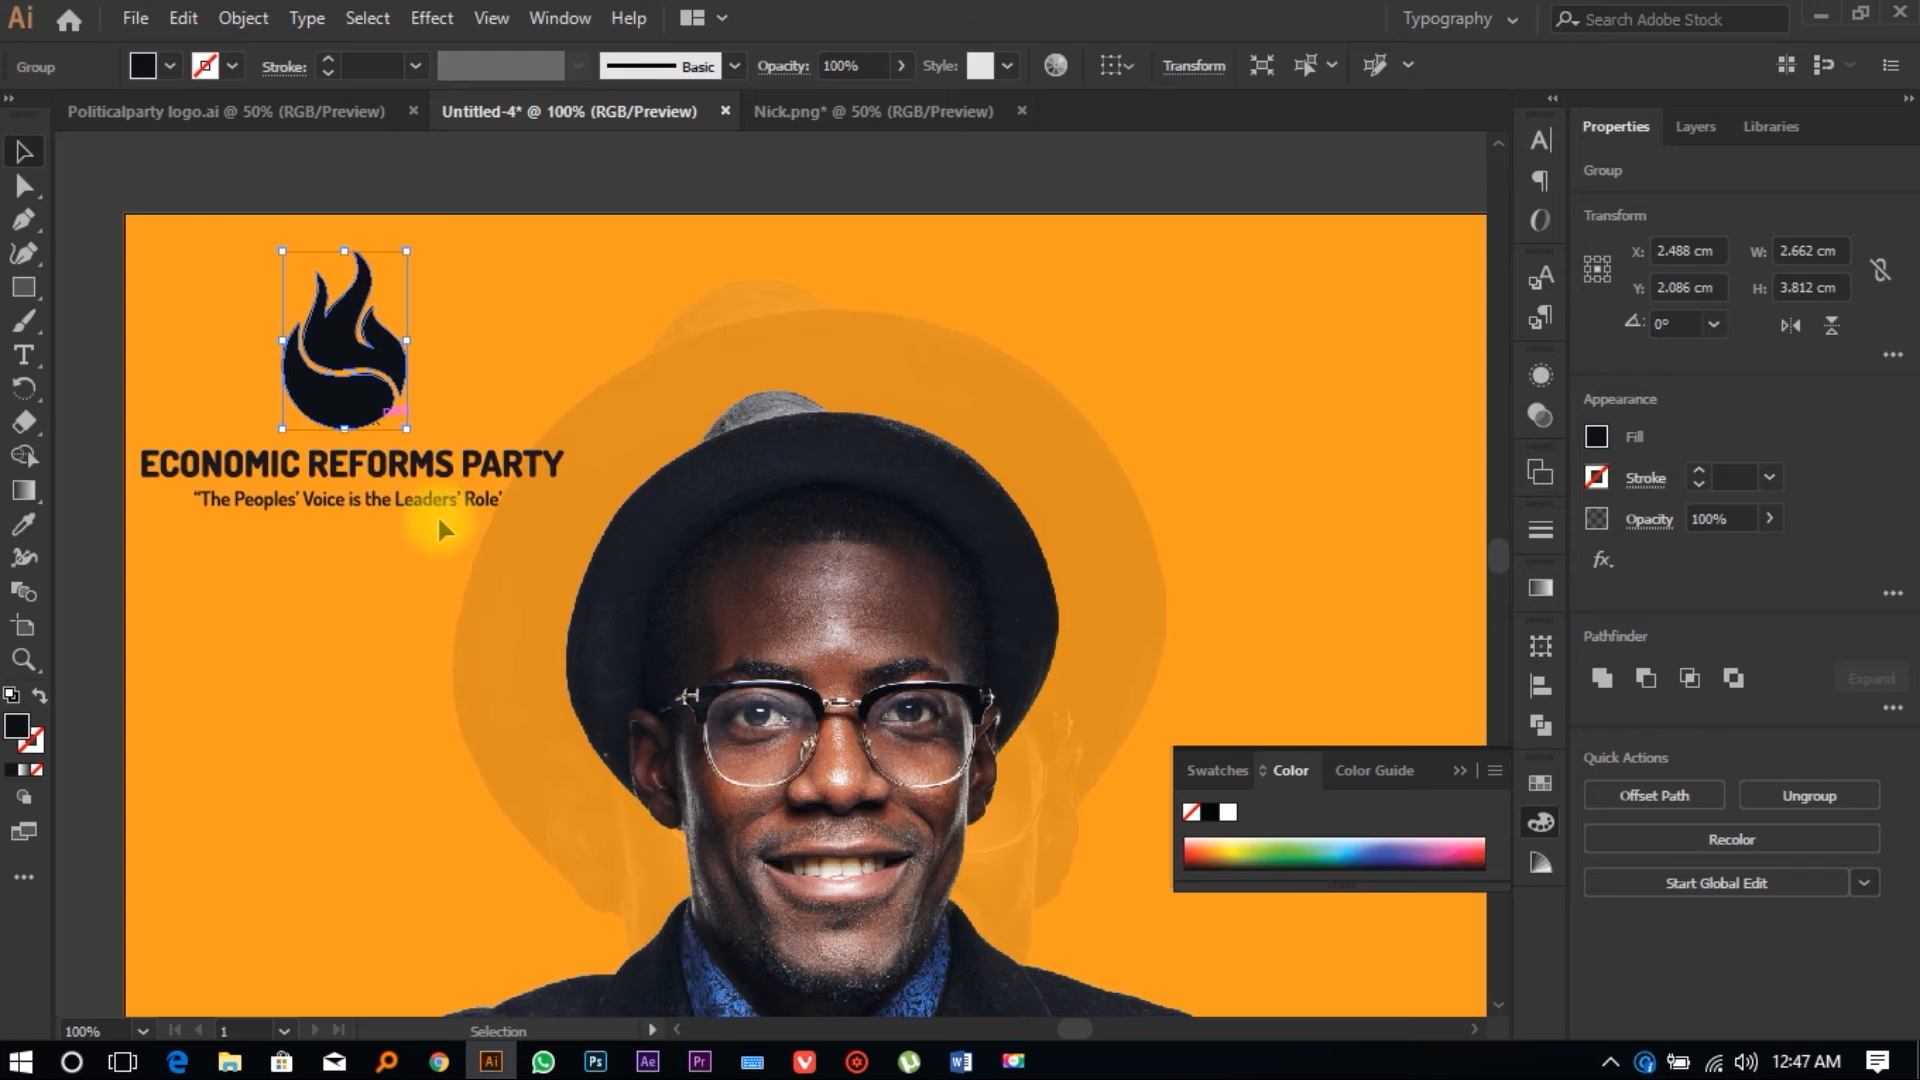 Ai File Edit Object Type Select Effect View Window Help Typography Search Adobe Stock
Group Stroke: Basic Opacity: 100% Style: Transform
Politicalparty logo.ai @ 50% (RGB/Preview) Untitled-4* @ 100% (RGB/Preview) Nick.png* @ 50% (RGB/Preview)
Properties Layers Libraries
Group
Transform
X: 2.488 cm W: 2.662 cm
Y: 2.086 cm H: 3.812 cm
0°
Appearance
Fill
Stroke
Opacity 100%
fx.
Pathfinder
Expand
Quick Actions
Offset Path Ungroup
Recolor
Start Global Edit
ECONOMIC REFORMS PARTY
“The Peoples’ Voice is the Leaders’ Role’
Swatches Color Color Guide
100% 1 Selection
Ai Ps Ae Pr 12:47 AM